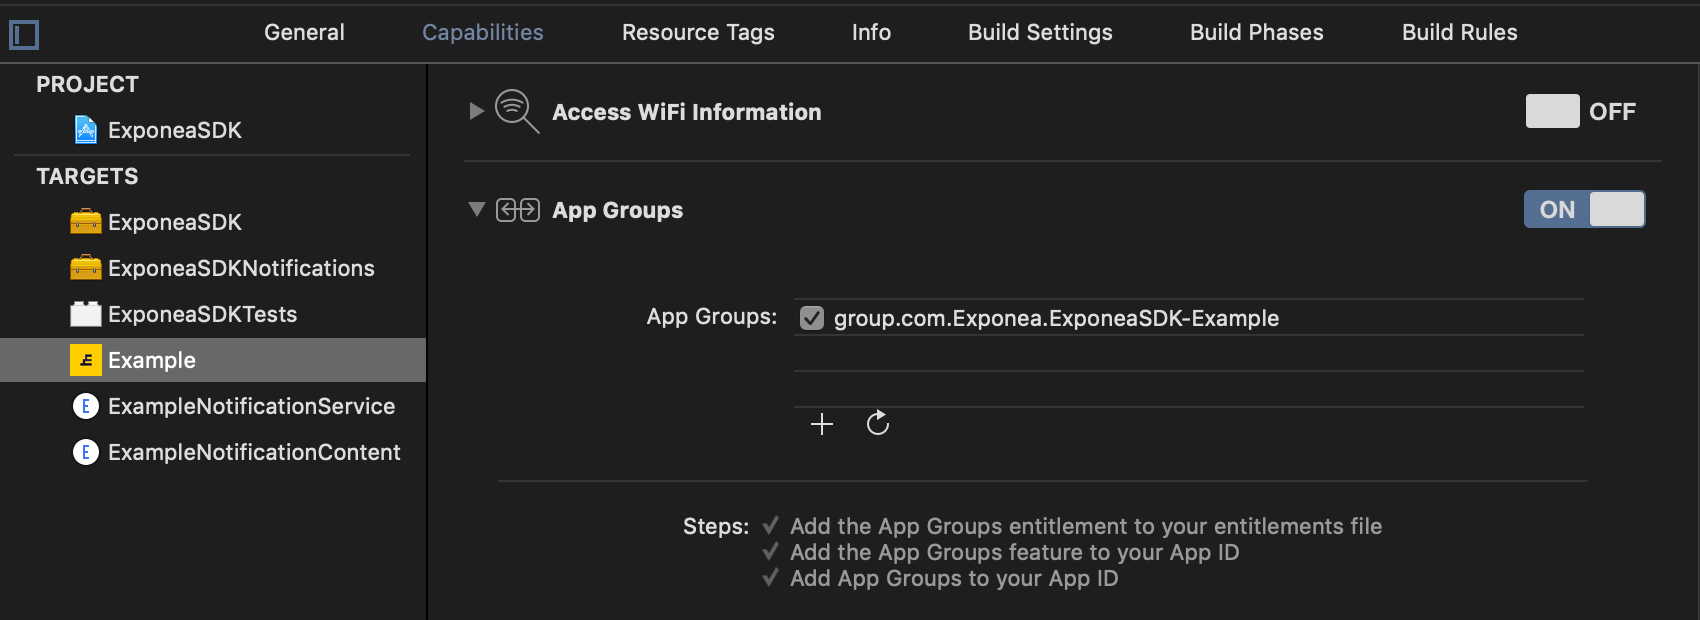 General Capabilities Resource Tags Info Build Settings Build Phases Build Rules
PROJECT
ExponeaSDK
TARGETS
ExponeaSDK
ExponeaSDKNotifications
ExponeaSDKTests
Example
E ExampleNotificationService
E ExampleNotificationContent
Access WiFi Information OFF
App Groups ON
App Groups: group.com.Exponea.ExponeaSDK-Example
Steps: Add the App Groups entitlement to your entitlements file
Add the App Groups feature to your App ID
Add App Groups to your App ID